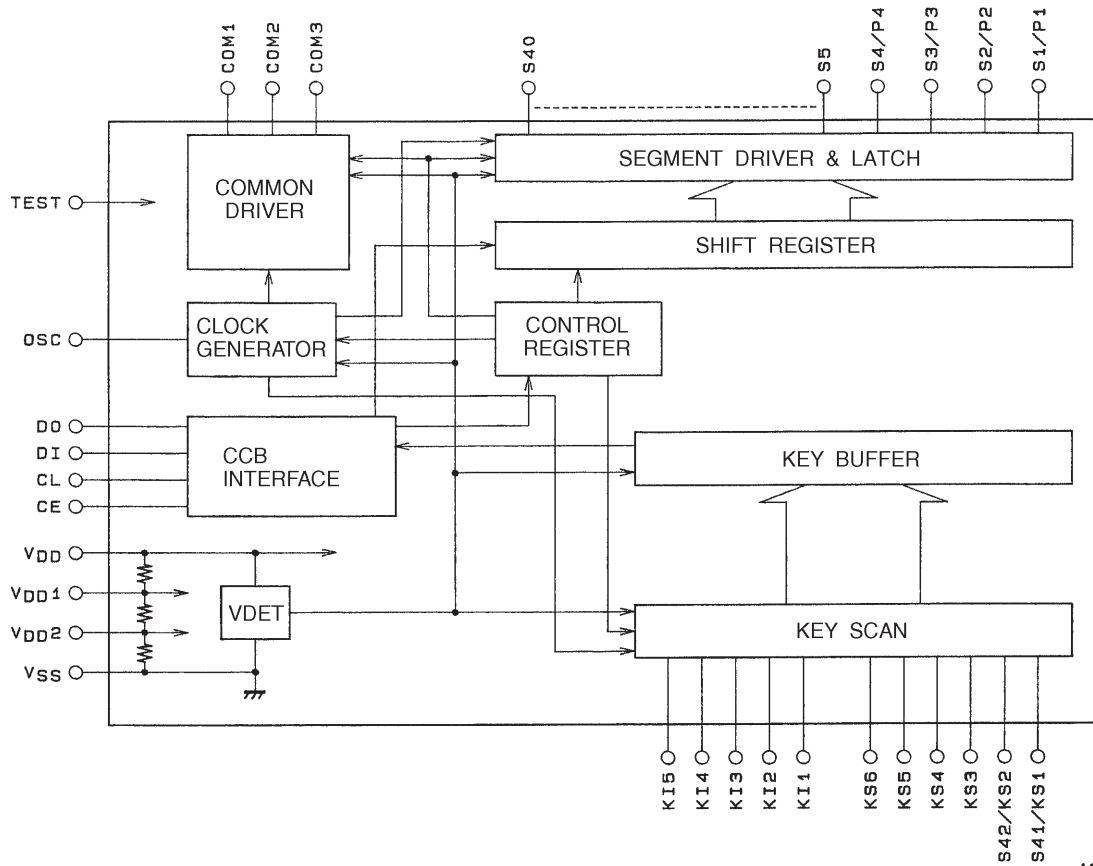 COM1
COM2
COM3
S40
S5
S4/P4
S3/P3
S2/P2
S1/P1
TEST
COMMON
DRIVER
SEGMENT DRIVER & LATCH
SHIFT REGISTER
OSC
CLOCK
GENERATOR
CONTROL
REGISTER
DO
DI
CL
CE
CCB
INTERFACE
KEY BUFFER
VDD
VDD1
VDD2
VSS
VDET
KEY SCAN
KI5
KI4
KI3
KI2
KI1
KS6
KS5
KS4
KS3
S42/KS2
S41/KS1